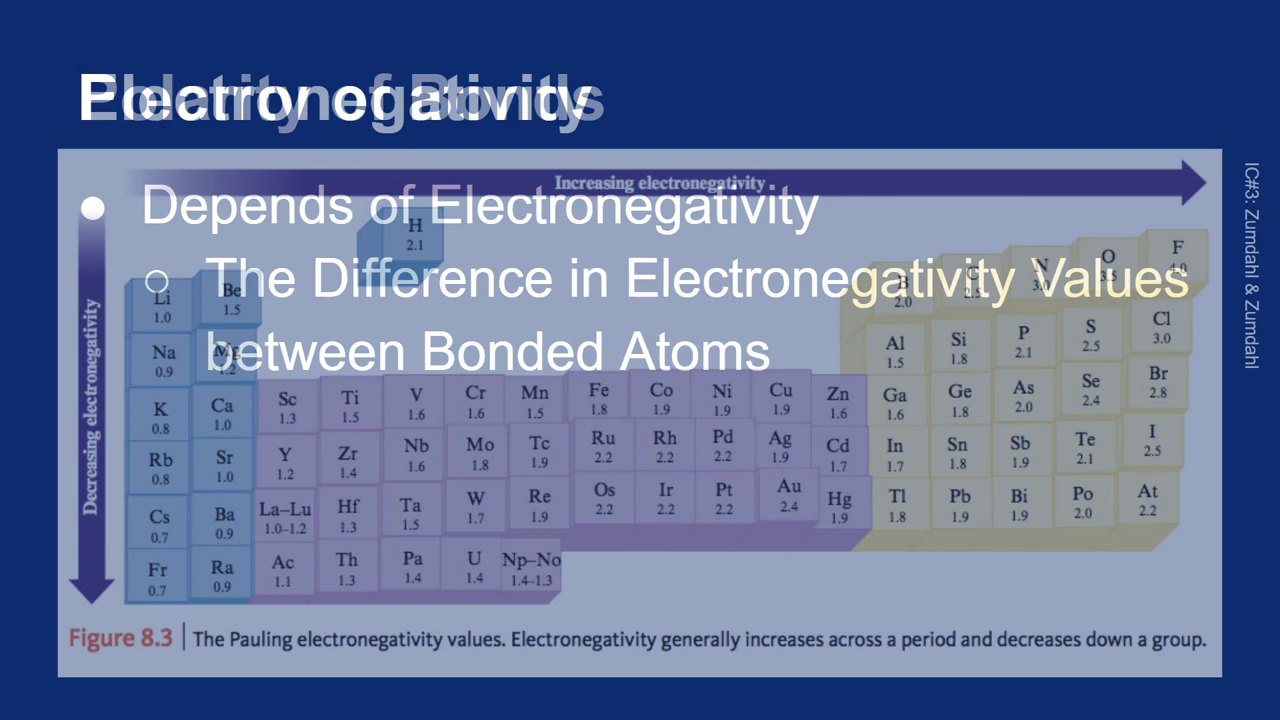 Electronegativity
Polarity of Bonds
Increasing electronegativity
● Depends of Electronegativity
○ The Difference in Electronegativity Values
between Bonded Atoms
IC#3: Zumdahl & Zumdahl
Decreasing electronegativity
H
2.1
Li Be B C N O F
1.0 1.5 2.0 2.5 3.0 3.5 4.0
Na Mg Al Si P S Cl
0.9 1.2 1.5 1.8 2.1 2.5 3.0
K Ca Sc Ti V Cr Mn Fe Co Ni Cu Zn Ga Ge As Se Br
0.8 1.0 1.3 1.5 1.6 1.6 1.5 1.8 1.9 1.9 1.9 1.6 1.6 1.8 2.0 2.4 2.8
Rb Sr Y Zr Nb Mo Tc Ru Rh Pd Ag Cd In Sn Sb Te I
0.8 1.0 1.2 1.4 1.6 1.8 1.9 2.2 2.2 2.2 1.9 1.7 1.7 1.8 1.9 2.1 2.5
Cs Ba La–Lu Hf Ta W Re Os Ir Pt Au Hg Tl Pb Bi Po At
0.7 0.9 1.0–1.2 1.3 1.5 1.7 1.9 2.2 2.2 2.2 2.4 1.9 1.8 1.9 1.9 2.0 2.2
Fr Ra Ac Th Pa U Np–No
0.7 0.9 1.1 1.3 1.4 1.4 1.4–1.3
Figure 8.3 | The Pauling electronegativity values. Electronegativity generally increases across a period and decreases down a group.